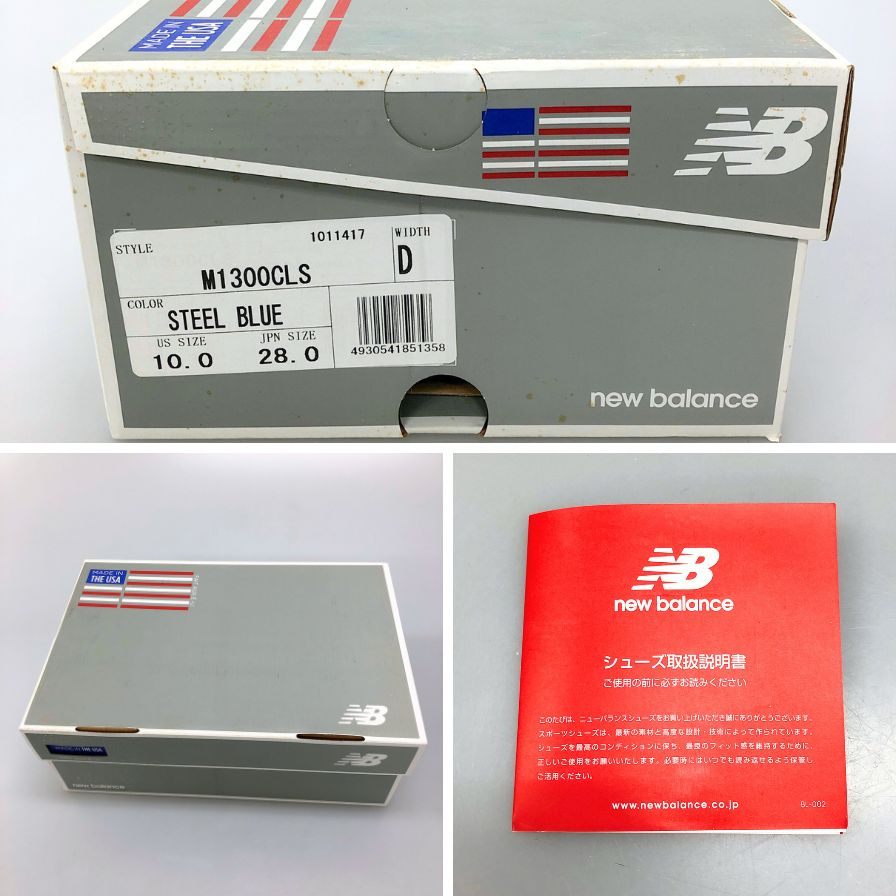 MADE IN
THE USA
NB
STYLE
1011417
WIDTH
M1300CLS
D
COLOR
STEEL BLUE
US SIZE
JPN SIZE
10.0
28.0
4930541851358
new balance
MADE IN
THE USA
NB
MADE IN THE USA
NB
new balance
NB
new balance
シューズ取扱説明書
ご使用の前に必ずお読みください
このたびは、ニューバランスシューズをお買い上げいただき誠にありがとうございます。
スポーツシューズは、最新の素材と高度な設計・技術によって作られています。
シューズを最高のコンディションに保ち、最良のフィット感を維持するために、
正しいご使用をお願いいたします。必要時にはいつでも読み返せるよう保管し
ご活用ください。
www.newbalance.co.jp
BL-002